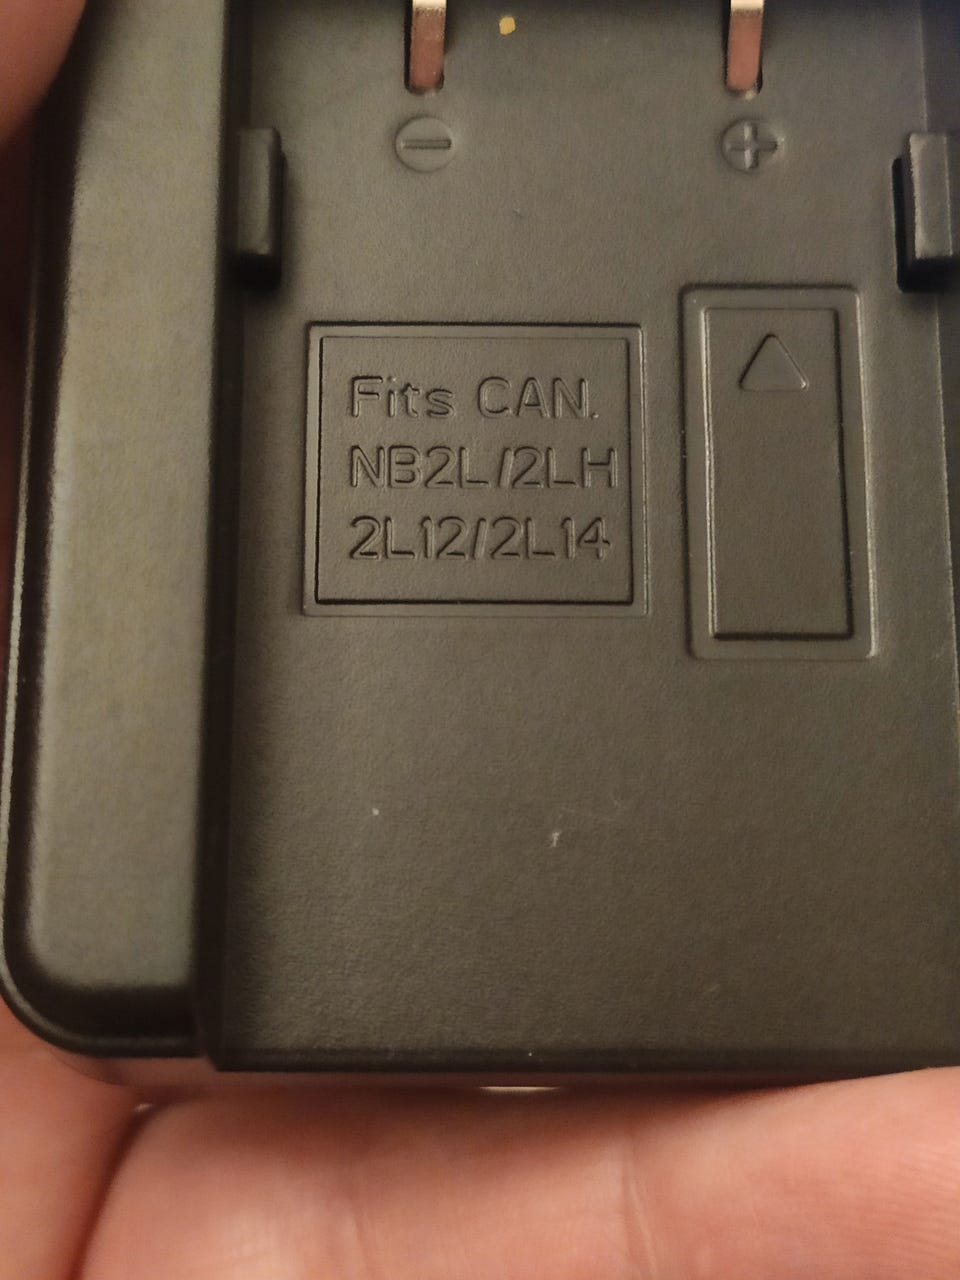 − +
Fits CAN.
NB2L/2LH
2L12/2L14